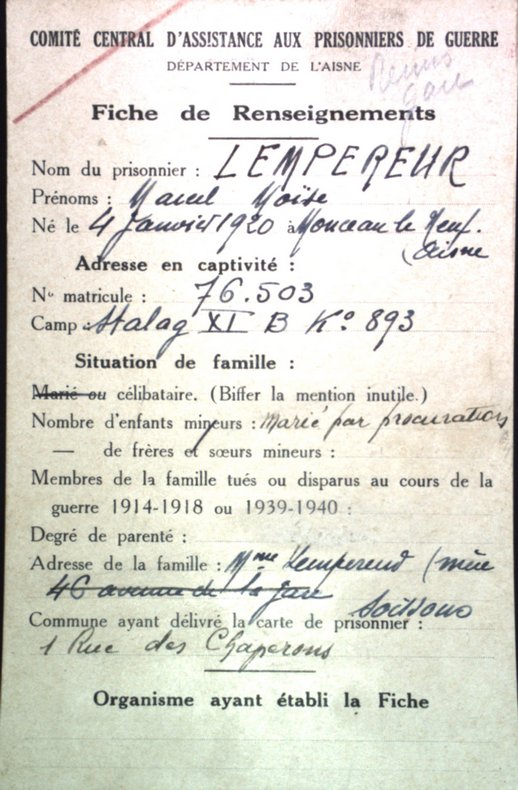 COMITÉ CENTRAL D'ASSISTANCE AUX PRISONNIERS DE GUERRE
DÉPARTEMENT DE L'AISNE
Fiche de Renseignements
Nom du prisonnier : LEMPEREUR
Prénoms : Marcel Moïse
Né le 4 Janvier 1920 à Monceau le Neuf.
Aisne
Adresse en captivité :
N° matricule : 76.503
Camp : Stalag XI B K° 893
Situation de famille :
Marié ou célibataire. (Biffer la mention inutile.)
Nombre d'enfants mineurs : Marié par procuration
— de frères et sœurs mineurs :
Membres de la famille tués ou disparus au cours de la
guerre 1914-1918 ou 1939-1940 :
Degré de parenté :
Adresse de la famille : Mme Lempereur (mère
46 avenue de la gare
Soissons
Commune ayant délivré la carte de prisonnier :
1 Rue des Chaperons
Organisme ayant établi la Fiche